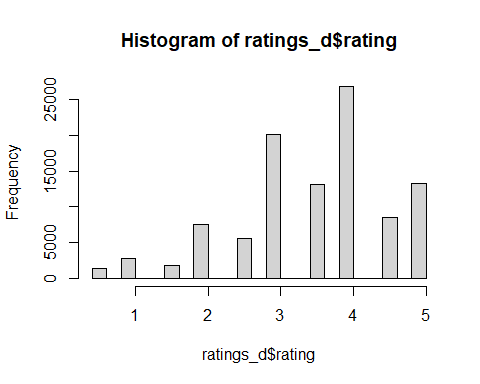 Histogram of ratings_d$rating
Frequency
25000
15000
5000
0
1 2 3 4 5
ratings_d$rating